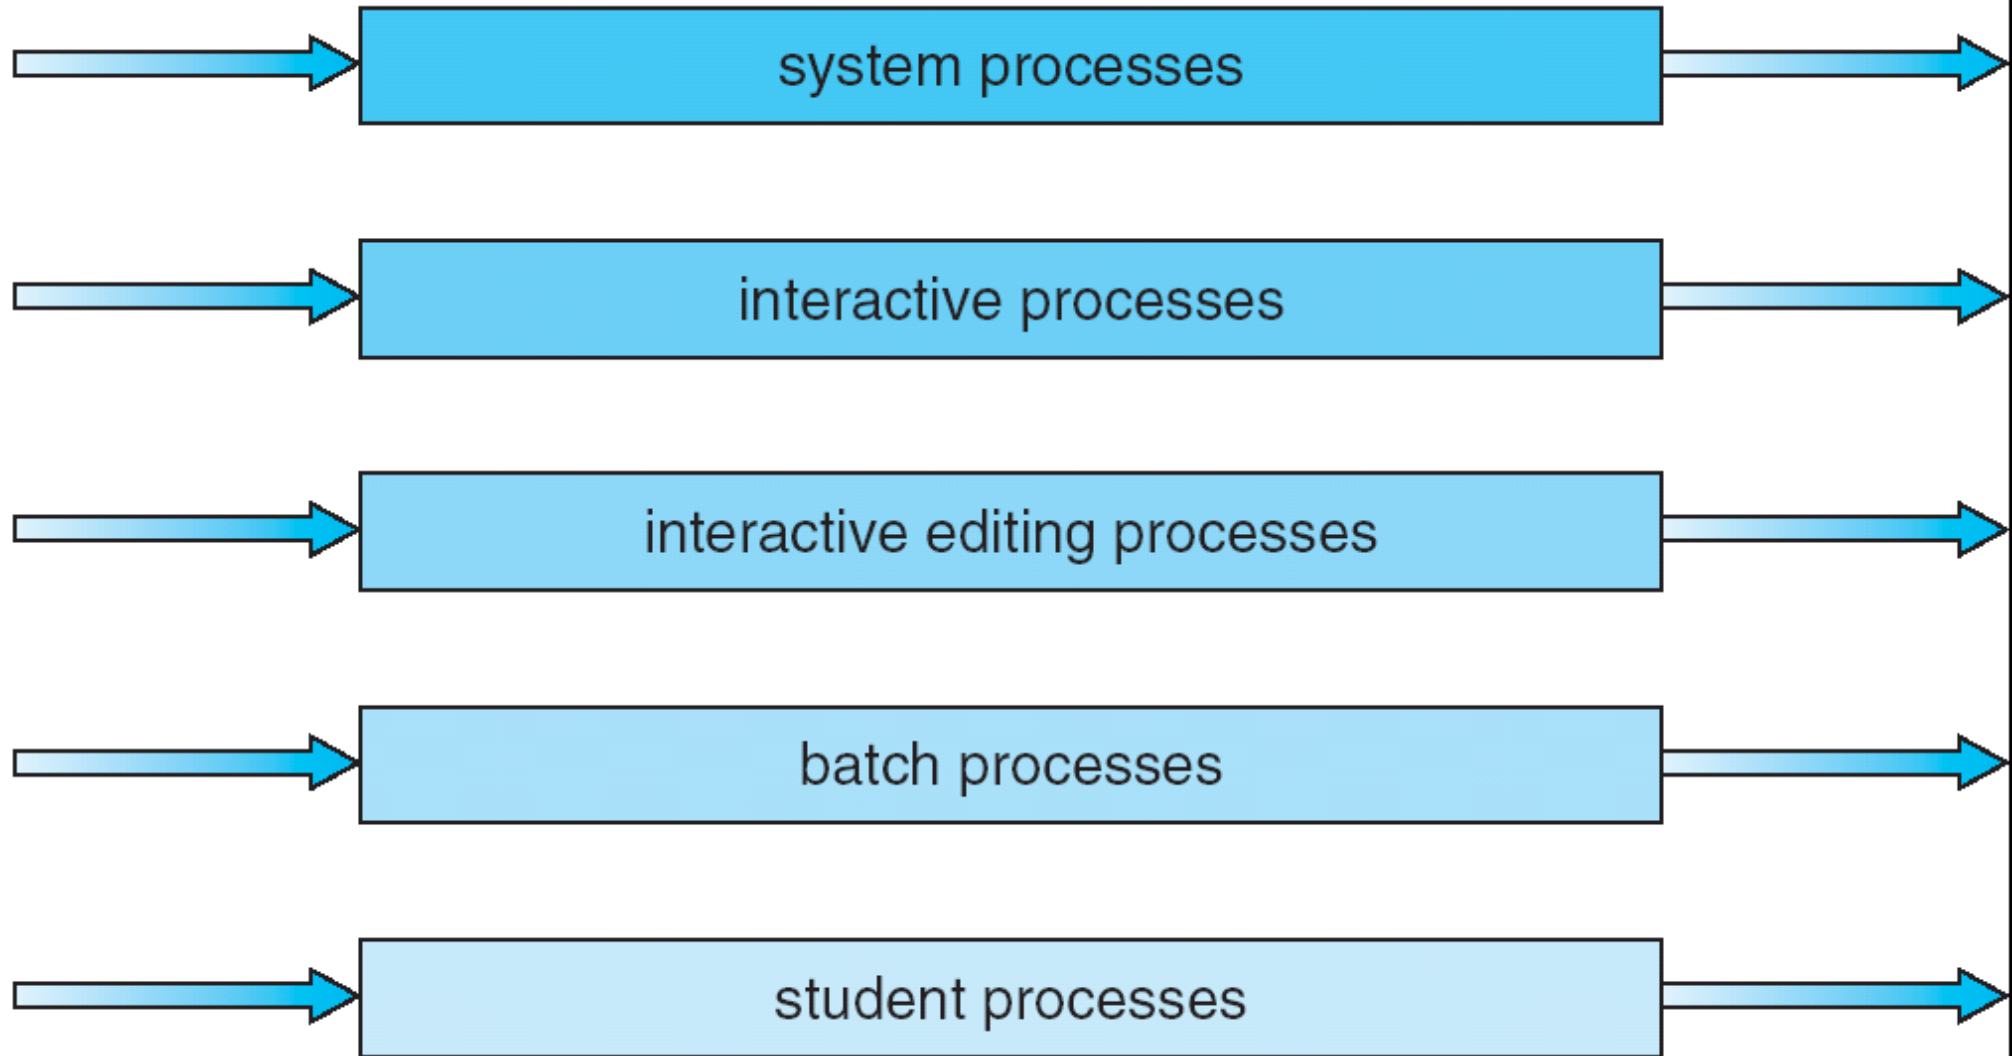 system processes
interactive processes
interactive editing processes
batch processes
student processes